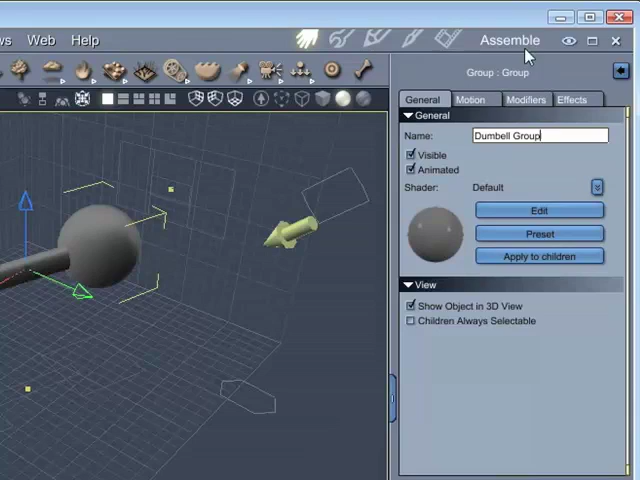 ws Web Help
Assemble
Group : Group
General Motion Modifiers Effects
General
Name: Dumbell Group
Visible
Animated
Shader: Default
Edit
Preset
Apply to children
View
Show Object in 3D View
Children Always Selectable